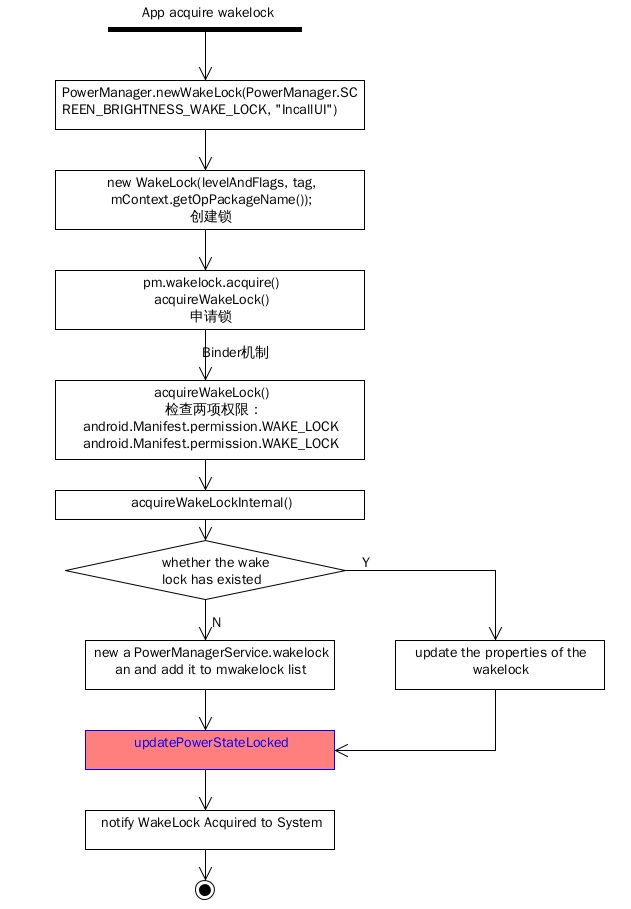 App acquire wakelock
PowerManager.newWakeLock(PowerManager.SC
REEN_BRIGHTNESS_WAKE_LOCK, "IncallUI")
new WakeLock(levelAndFlags, tag,
mContext.getOpPackageName());
创建锁
pm.wakelock.acquire()
acquireWakeLock()
申请锁
Binder机制
acquireWakeLock()
检查两项权限：
android.Manifest.permission.WAKE_LOCK
android.Manifest.permission.WAKE_LOCK
acquireWakeLockInternal()
whether the wake
lock has existed
Y
N
new a PowerManagerService.wakelock
an and add it to mwakelock list
update the properties of the
wakelock
updatePowerStateLocked
notify WakeLock Acquired to System